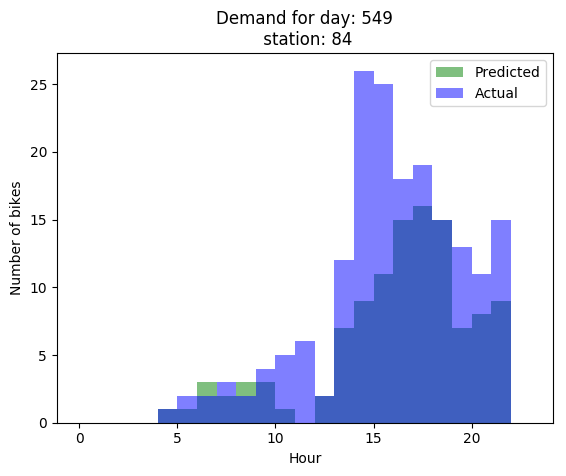 Demand for day: 549
station: 84
Predicted
Actual
Number of bikes
25
20
15
10
5
0
0
5
10
15
20
Hour